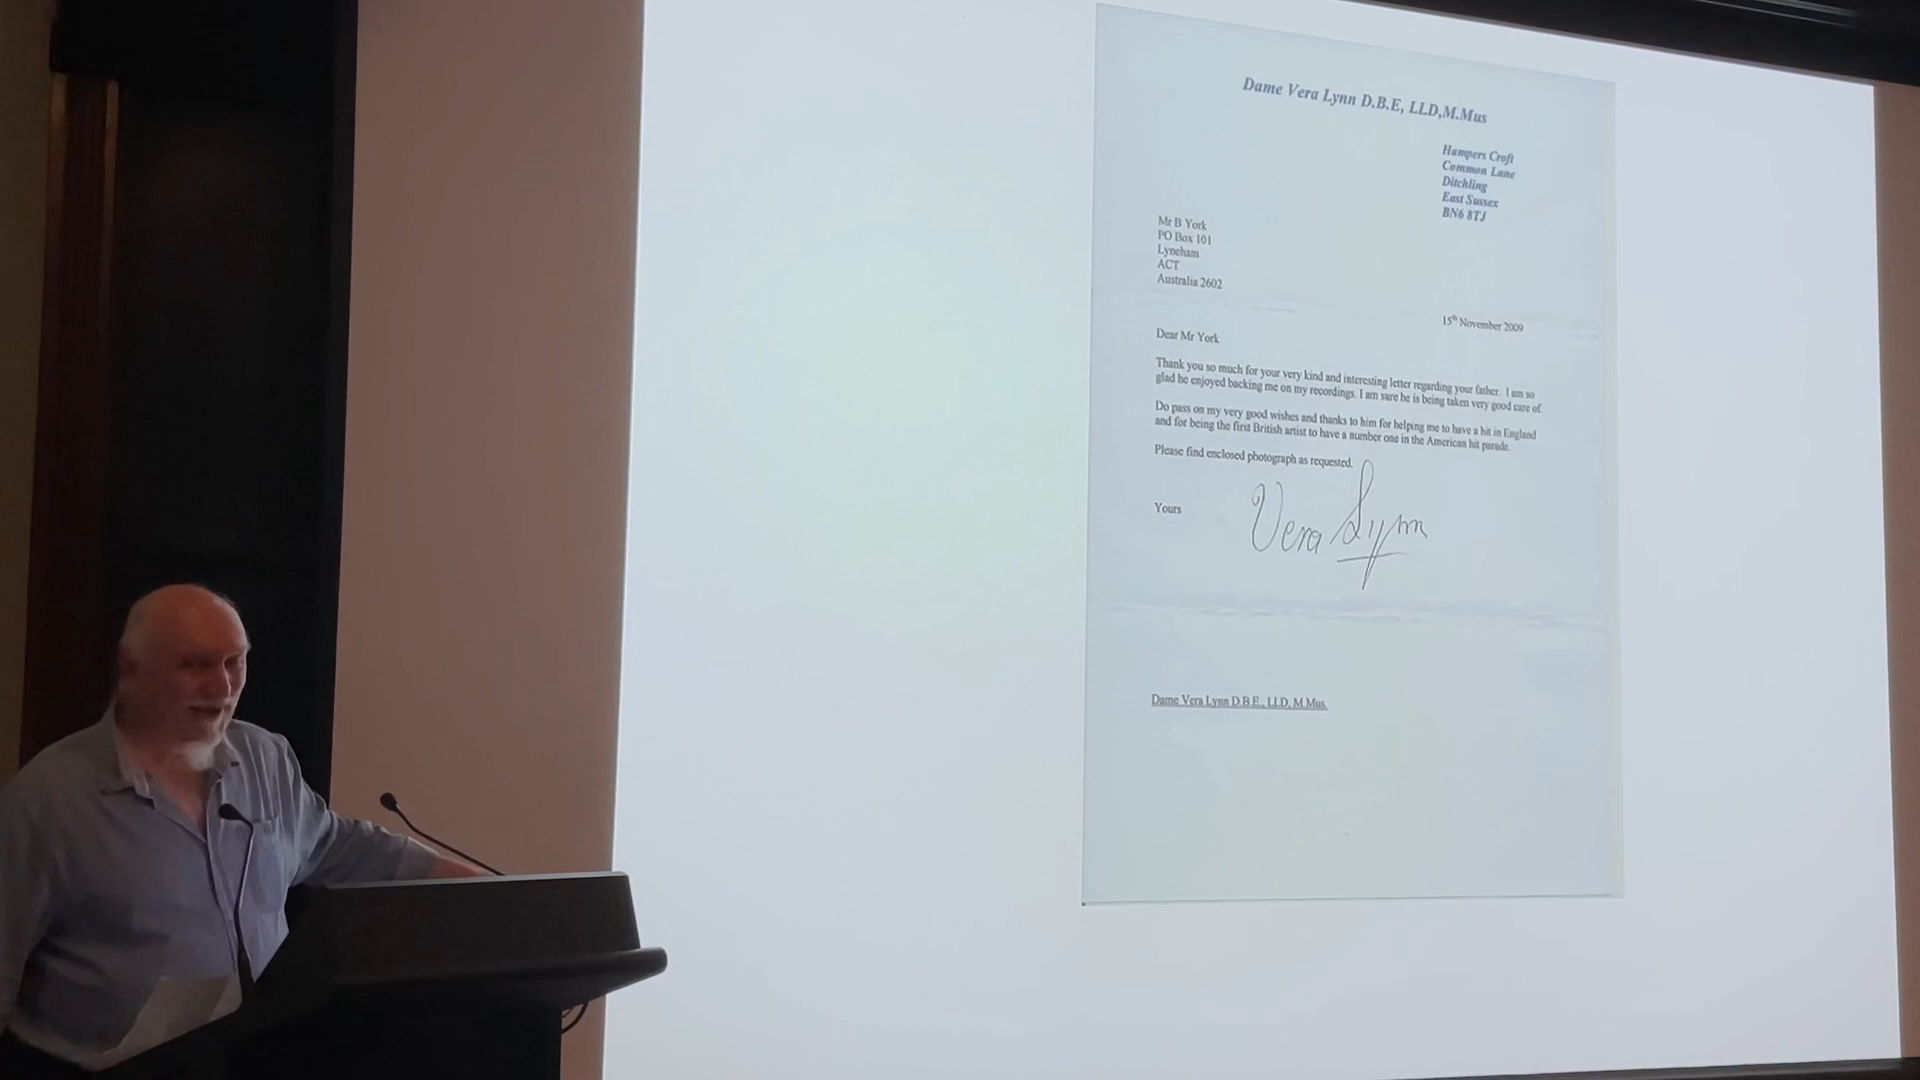 Dame Vera Lynn D.B.E, LLD,M.Mus
Hampers Croft
Common Lane
Ditchling
East Sussex
BN6 8TJ
Mr B York
PO Box 101
Lyneham
ACT
Australia 2602
15th November 2009
Dear Mr York
Thank you so much for your very kind and interesting letter regarding your father. I am so
glad he enjoyed backing me on my recordings. I am sure he is being taken very good care of.
Do pass on my very good wishes and thanks to him for helping me to have a hit in England
and for being the first British artist to have a number one in the American hit parade.
Please find enclosed photograph as requested.
Yours
Vera Lynn
Dame Vera Lynn D.B.E., LLD, M.Mus.